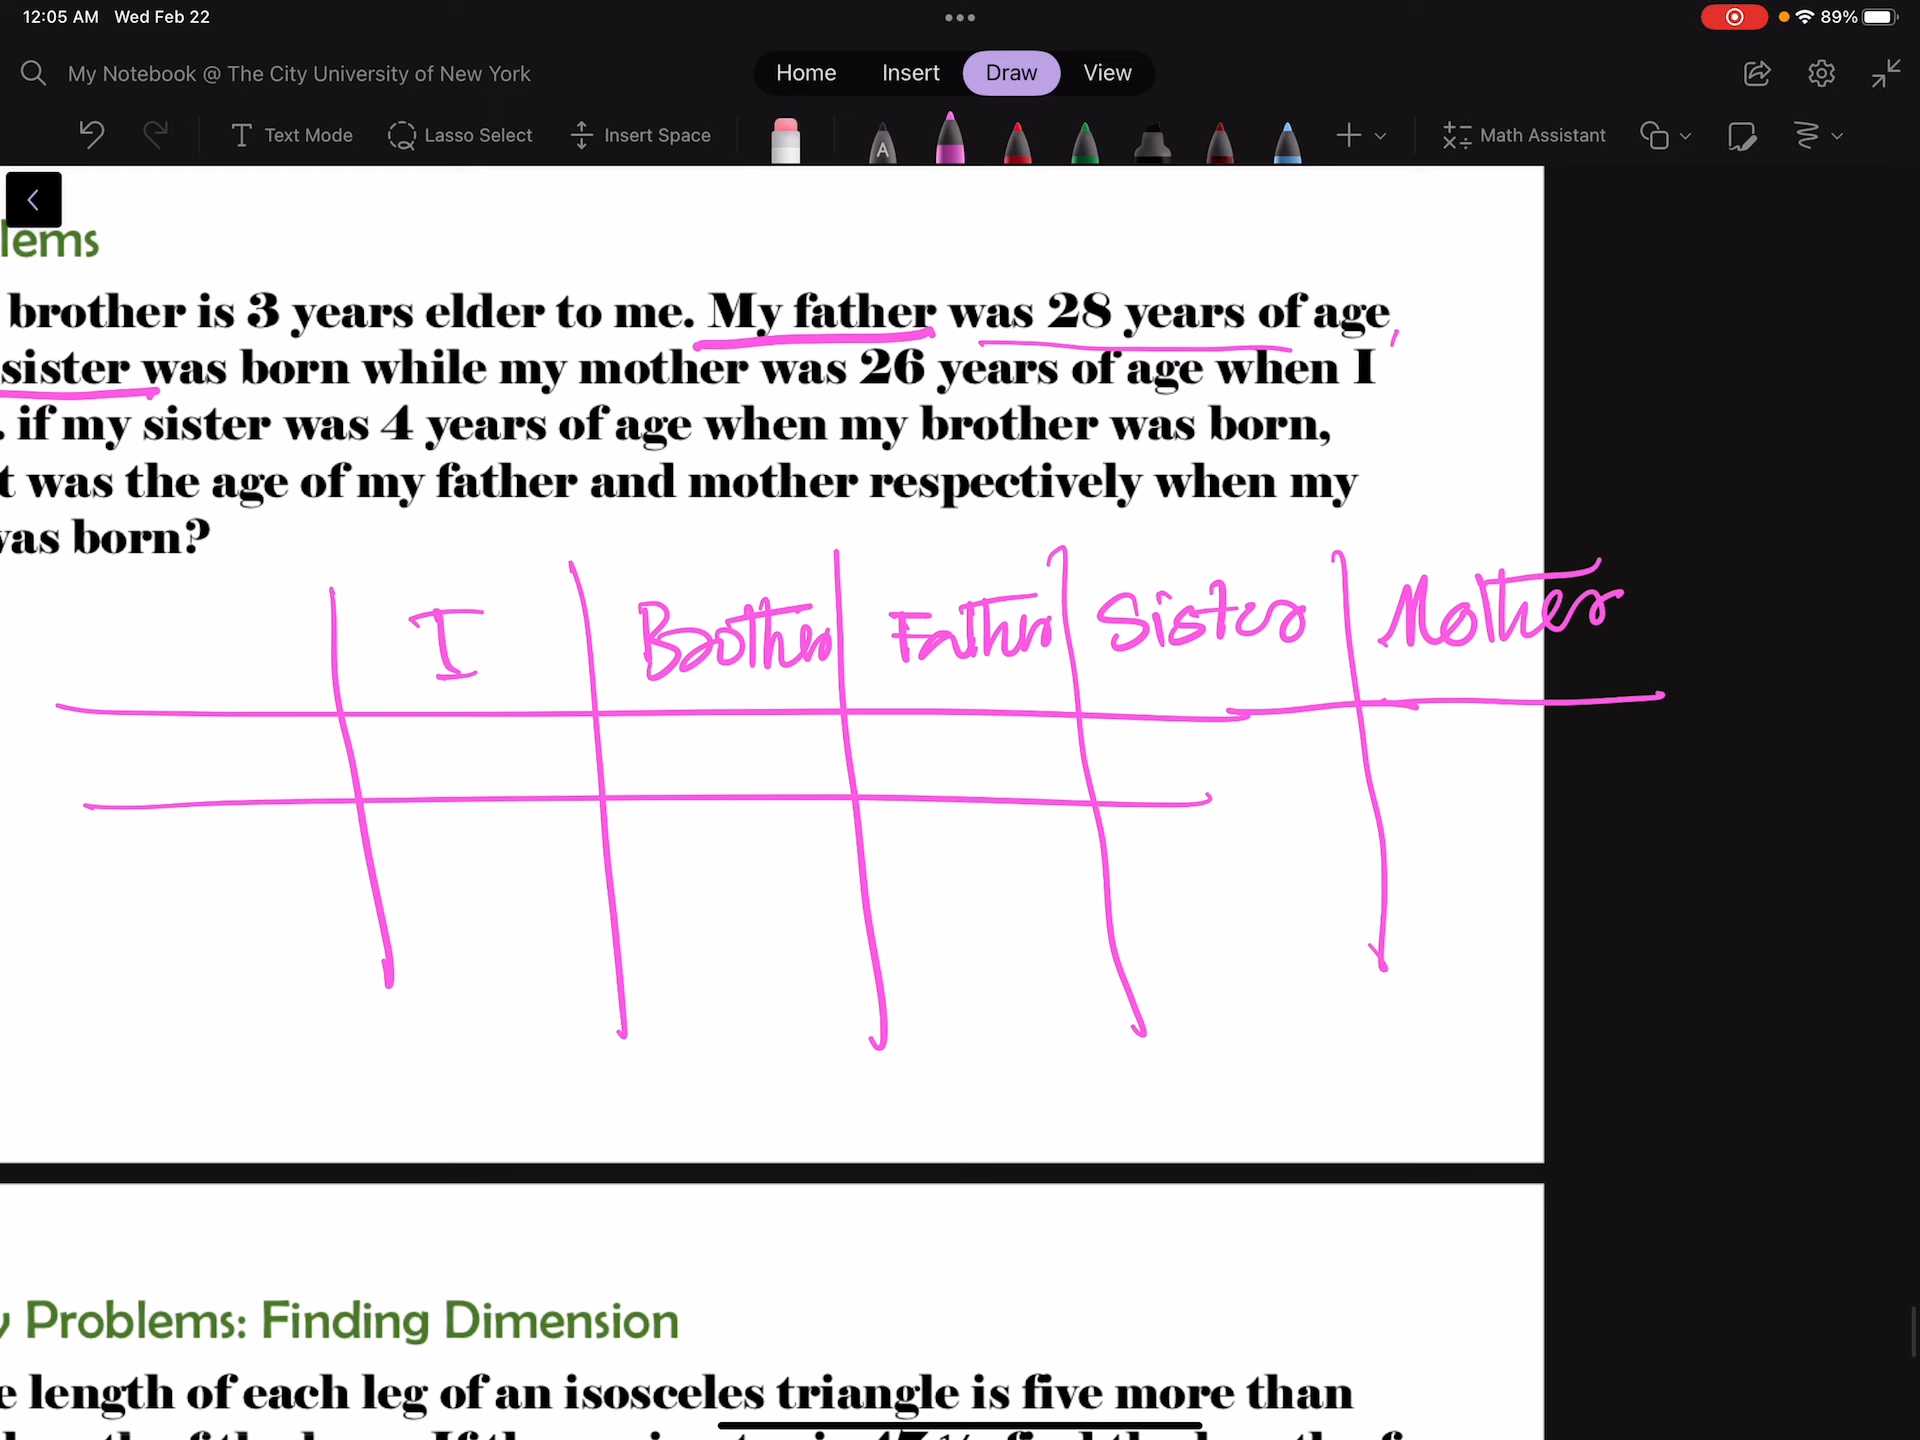 12:05 AM Wed Feb 22
89%
My Notebook @ The City University of New York
Home Insert Draw View
Text Mode Lasso Select Insert Space A Math Assistant
lems
brother is 3 years elder to me. My father was 28 years of age,
sister was born while my mother was 26 years of age when I
. if my sister was 4 years of age when my brother was born,
t was the age of my father and mother respectively when my
was born?
I Brother Father Sister Mother
y Problems: Finding Dimension
e length of each leg of an isosceles triangle is five more than